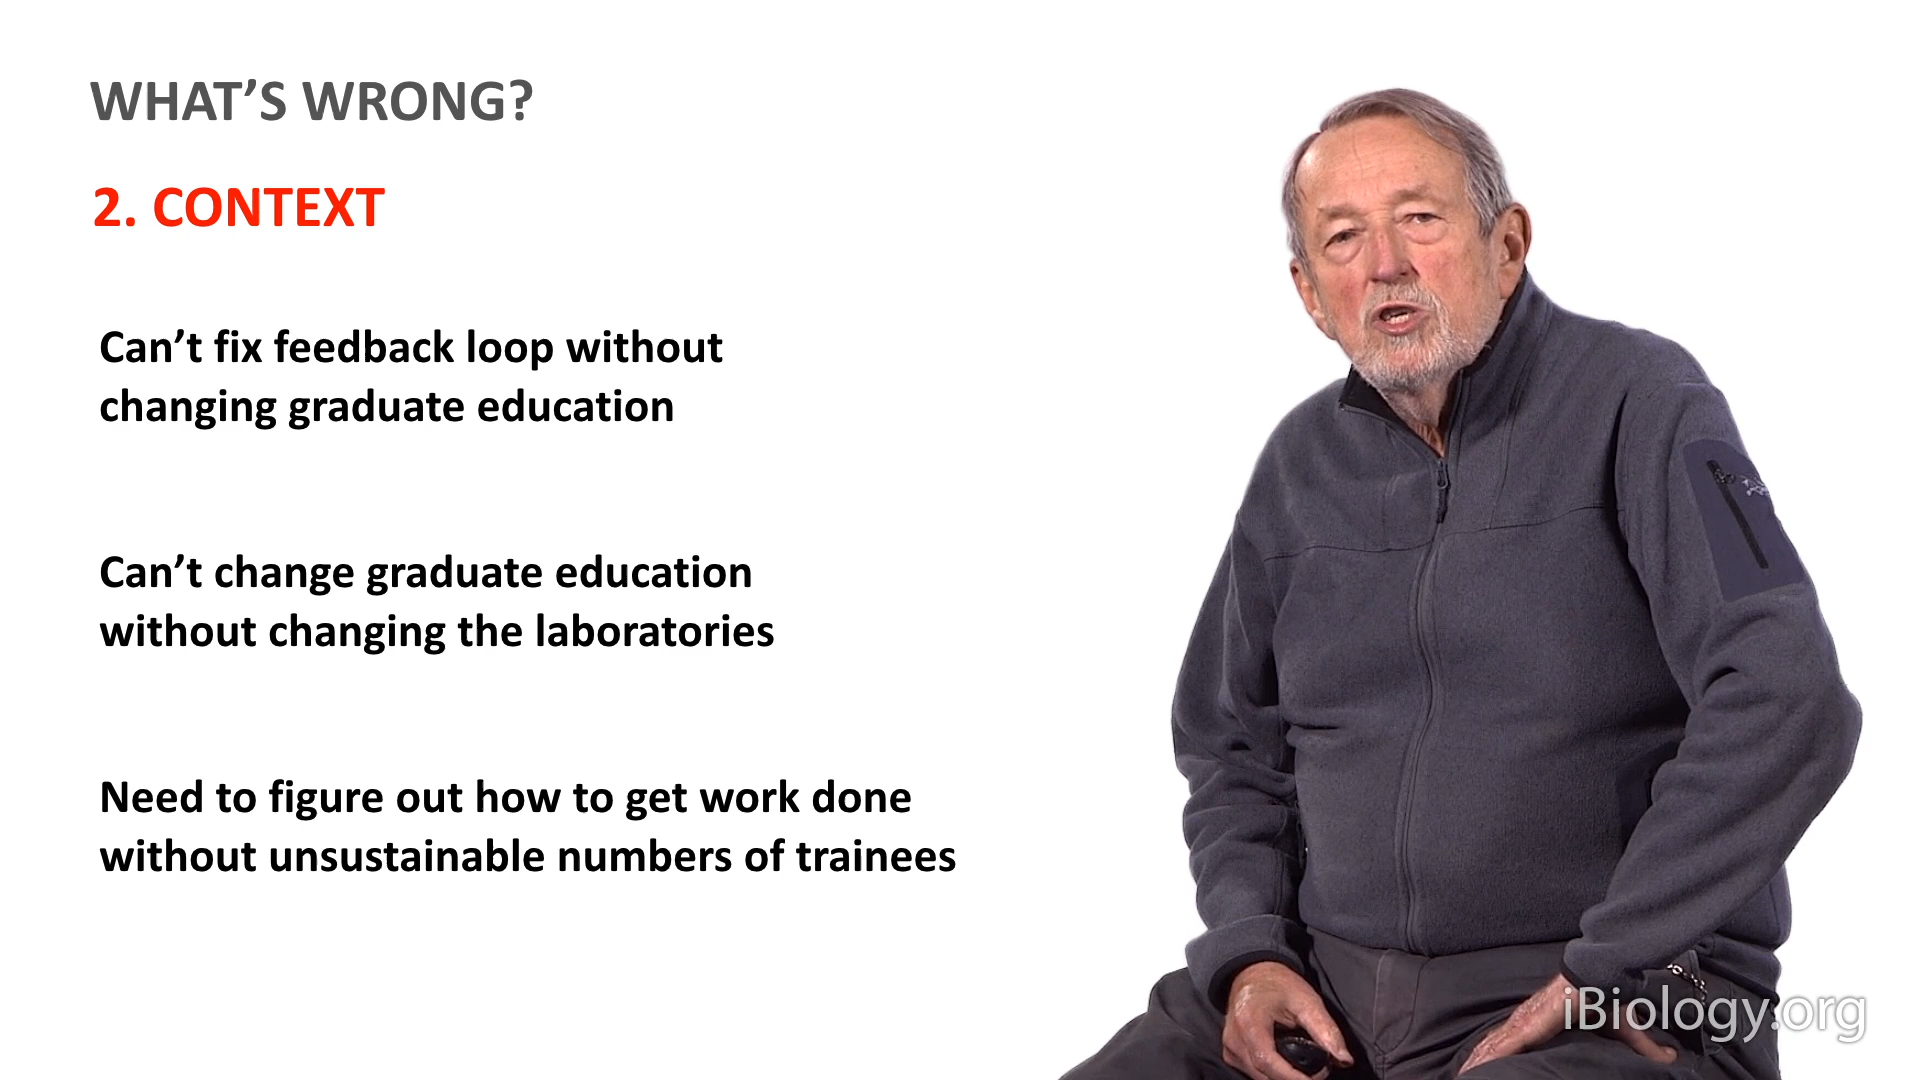 WHAT’S WRONG?
2. CONTEXT
Can’t fix feedback loop without
changing graduate education
Can’t change graduate education
without changing the laboratories
Need to figure out how to get work done
without unsustainable numbers of trainees
iBiology.org